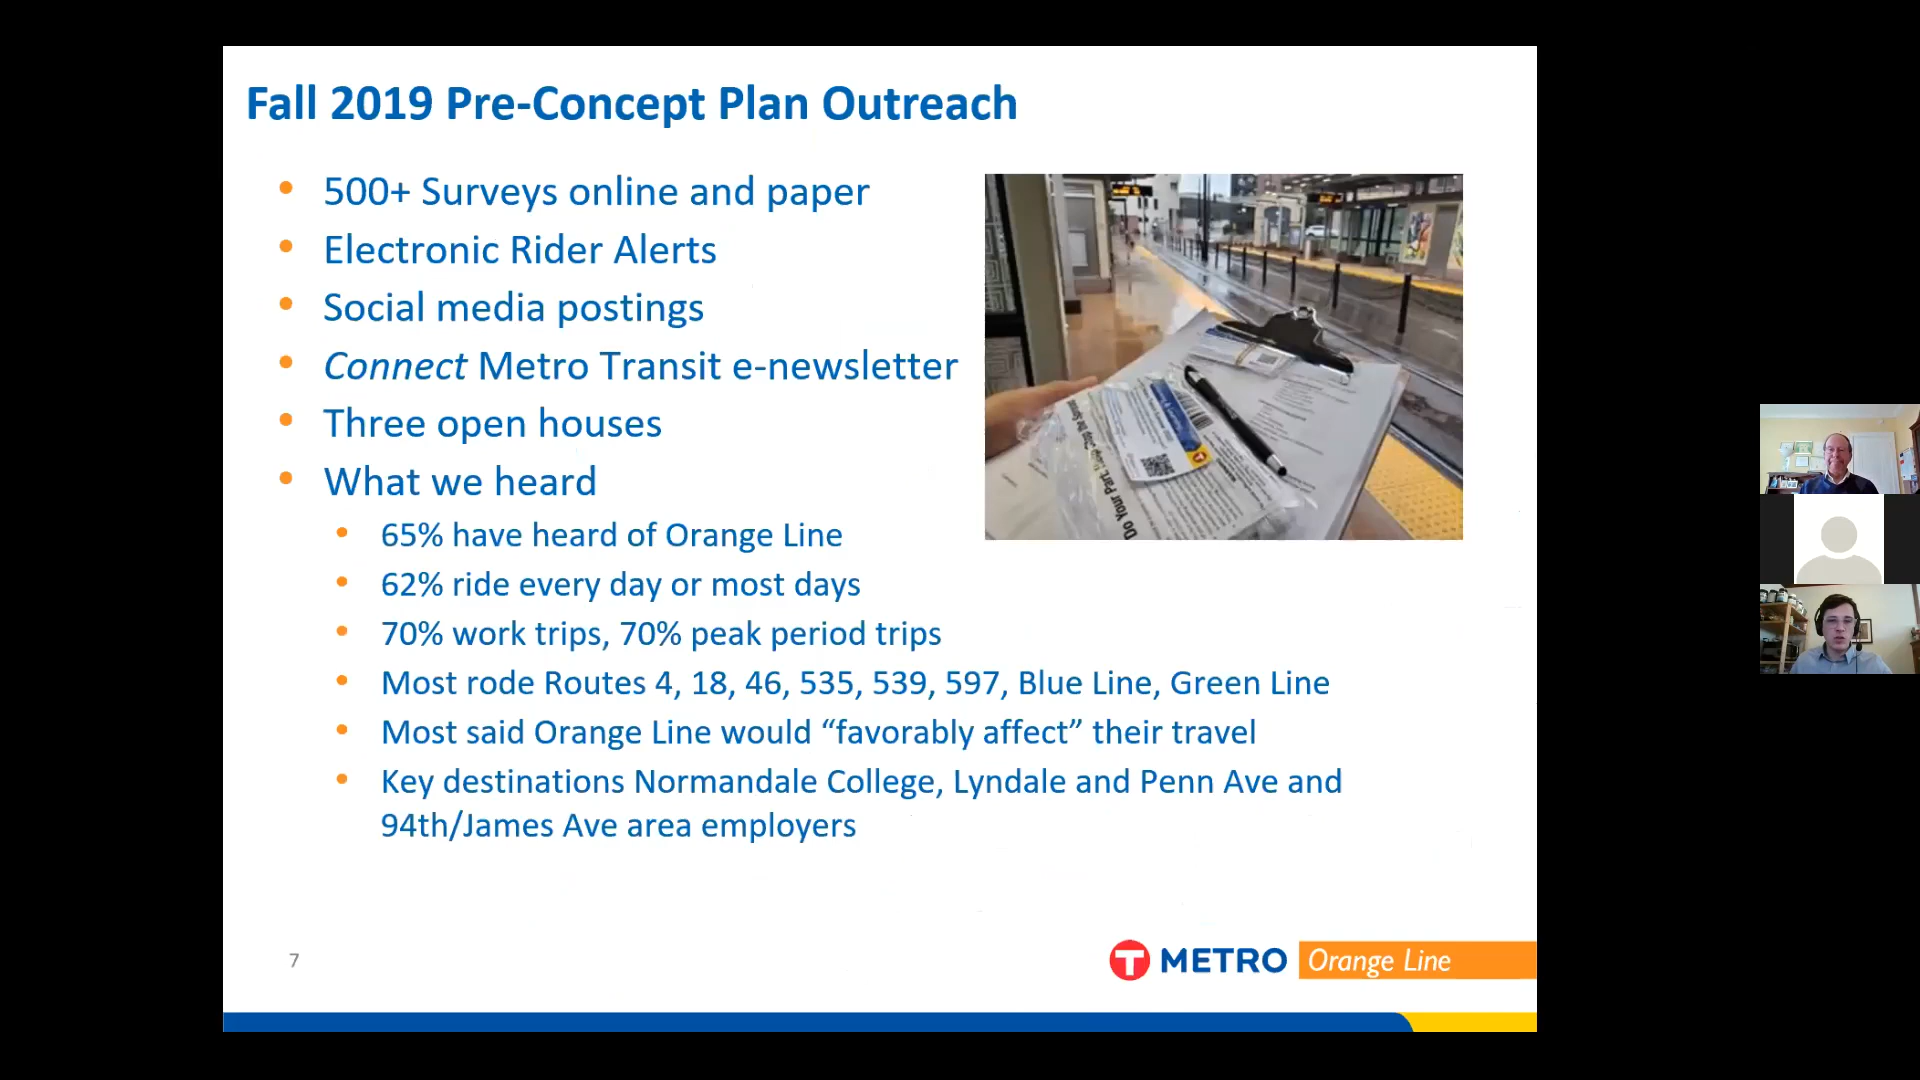 Fall 2019 Pre-Concept Plan Outreach
500+ Surveys online and paper
Electronic Rider Alerts
Social media postings
Connect Metro Transit e-newsletter
Three open houses
What we heard
65% have heard of Orange Line
62% ride every day or most days
70% work trips, 70% peak period trips
Most rode Routes 4, 18, 46, 535, 539, 597, Blue Line, Green Line
Most said Orange Line would “favorably affect” their travel
Key destinations Normandale College, Lyndale and Penn Ave and
94th/James Ave area employers
Do Your Part,
7
T METRO Orange Line